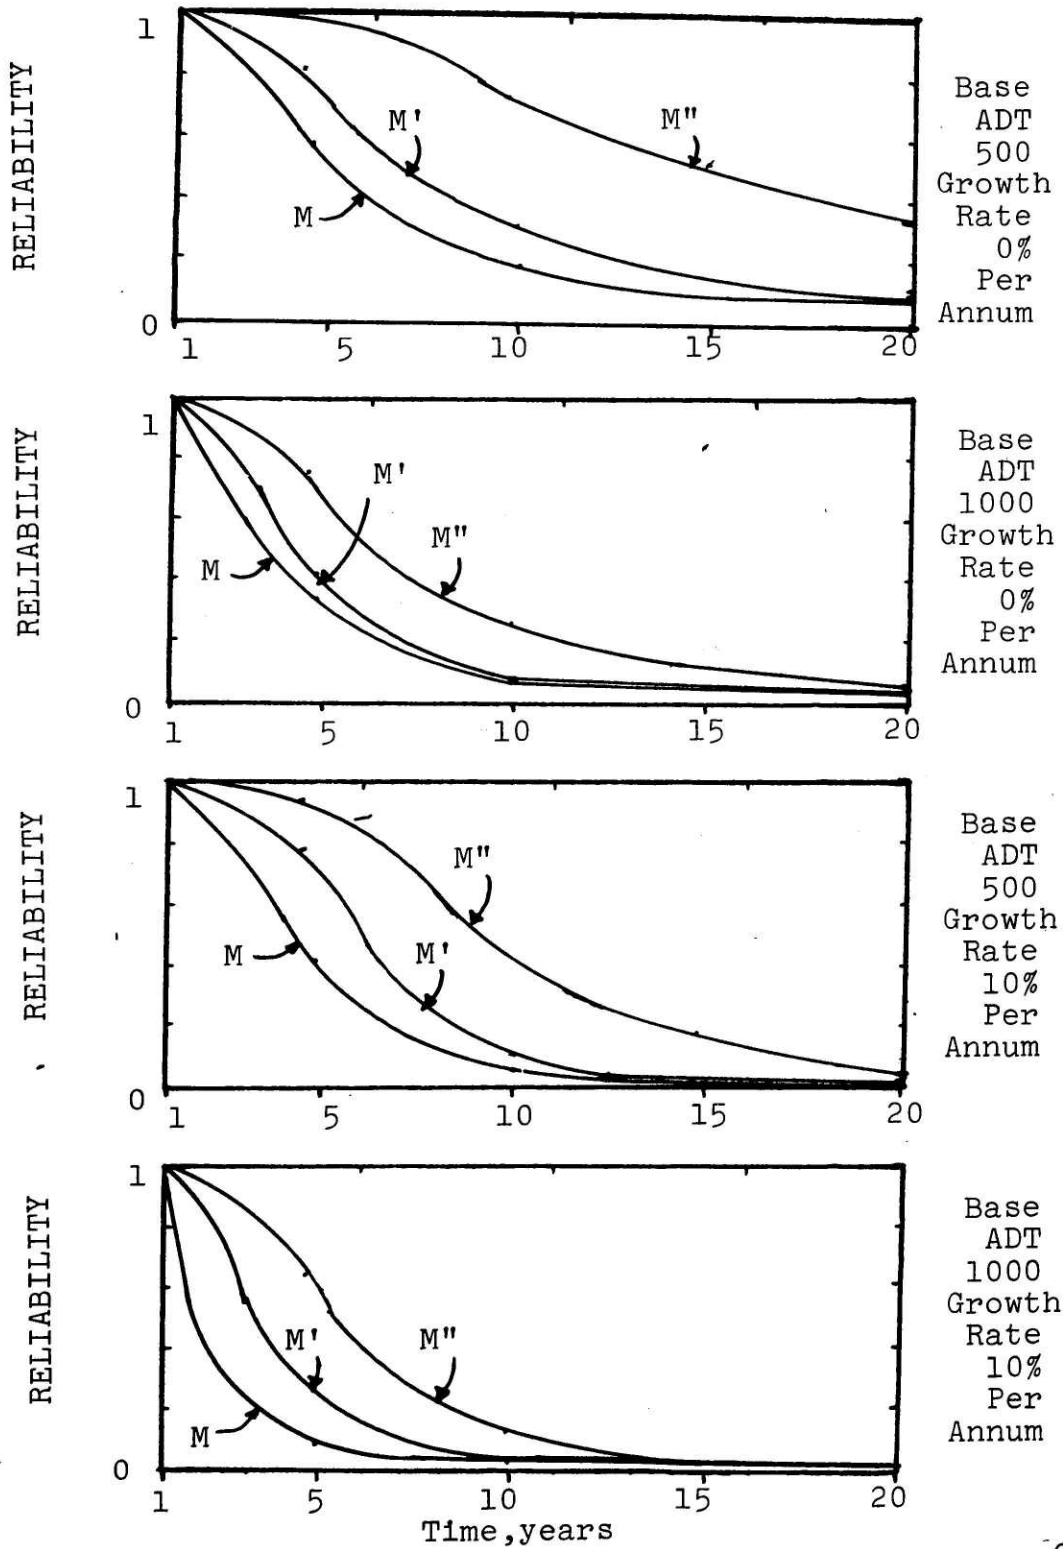 RELIABILITY
1
0
M
M'
M"
1 5 10 15 20
Base
ADT
500
Growth
Rate
0%
Per
Annum
RELIABILITY
1
0
M
M'
M"
1 5 10 15 20
Base
ADT
1000
Growth
Rate
0%
Per
Annum
RELIABILITY
1
0
M
M'
M"
1 5 10 15 20
Base
ADT
500
Growth
Rate
10%
Per
Annum
RELIABILITY
1
0
M
M'
M"
1 5 10 15 20
Base
ADT
1000
Growth
Rate
10%
Per
Annum
Time,years